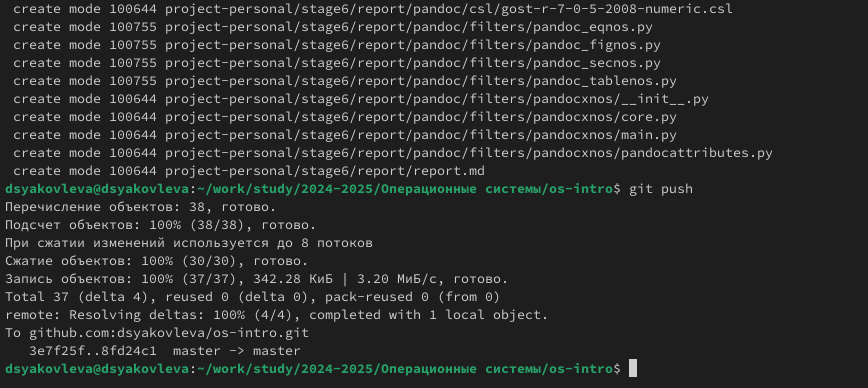 create mode 100644 project-personal/stage6/report/pandoc/csl/gost-r-7-0-5-2008-numeric.csl
create mode 100755 project-personal/stage6/report/pandoc/filters/pandoc_eqnos.py
create mode 100755 project-personal/stage6/report/pandoc/filters/pandoc_fignos.py
create mode 100755 project-personal/stage6/report/pandoc/filters/pandoc_secnos.py
create mode 100755 project-personal/stage6/report/pandoc/filters/pandoc_tablenos.py
create mode 100644 project-personal/stage6/report/pandoc/filters/pandocxnos/__init__.py
create mode 100644 project-personal/stage6/report/pandoc/filters/pandocxnos/core.py
create mode 100644 project-personal/stage6/report/pandoc/filters/pandocxnos/main.py
create mode 100644 project-personal/stage6/report/pandoc/filters/pandocxnos/pandocattributes.py
create mode 100644 project-personal/stage6/report/report.md
dsyakovleva@dsyakovleva:~/work/study/2024-2025/Операционные системы/os-intro$ git push
Перечисление объектов: 38, готово.
Подсчет объектов: 100% (38/38), готово.
При сжатии изменений используется до 8 потоков
Сжатие объектов: 100% (30/30), готово.
Запись объектов: 100% (37/37), 342.28 КиБ | 3.20 МиБ/с, готово.
Total 37 (delta 4), reused 0 (delta 0), pack-reused 0 (from 0)
remote: Resolving deltas: 100% (4/4), completed with 1 local object.
To github.com:dsyakovleva/os-intro.git
3e7f25f..8fd24c1  master -> master
dsyakovleva@dsyakovleva:~/work/study/2024-2025/Операционные системы/os-intro$